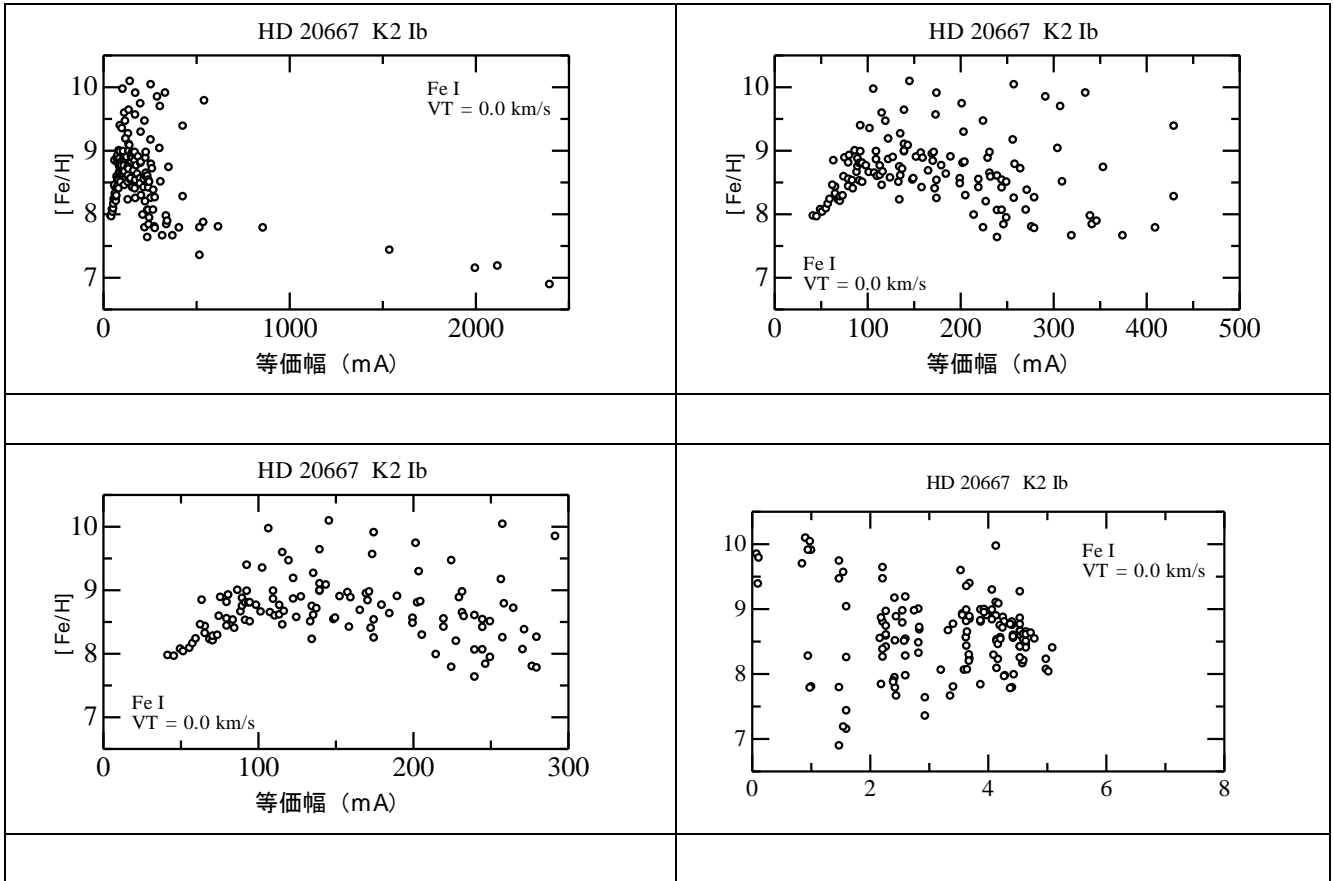 HD 20667 K2 Ib
[Fe/H]
10
9
8
7
Fe I
VT = 0.0 km/s
0
1000
2000
等価幅（mA）
HD 20667 K2 Ib
[Fe/H]
10
9
8
7
Fe I
VT = 0.0 km/s
0
100
200
300
400
500
等価幅（mA）
HD 20667 K2 Ib
[Fe/H]
10
9
8
7
Fe I
VT = 0.0 km/s
0
100
200
300
等価幅（mA）
HD 20667 K2 Ib
10
9
8
7
Fe I
VT = 0.0 km/s
0
2
4
6
8